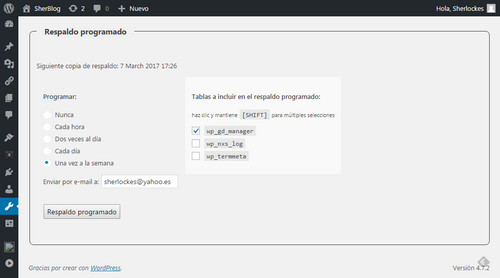 SherBlog 2 0 + Nuevo Hola, Sherlockes
Respaldo programado
Siguiente copia de respaldo: 7 March 2017 17:26
Programar:
Nunca
Cada hora
Dos veces al día
Cada día
Una vez a la semana
Tablas a incluir en el respaldo programado:
haz clic y mantiene [SHIFT] para múltiples selecciones
wp_gd_manager
wp_nxs_log
wp_termmeta
Enviar por e-mail a: sherlockes@yahoo.es
Respaldo programado
Gracias por crear con WordPress. Versión 4.7.2